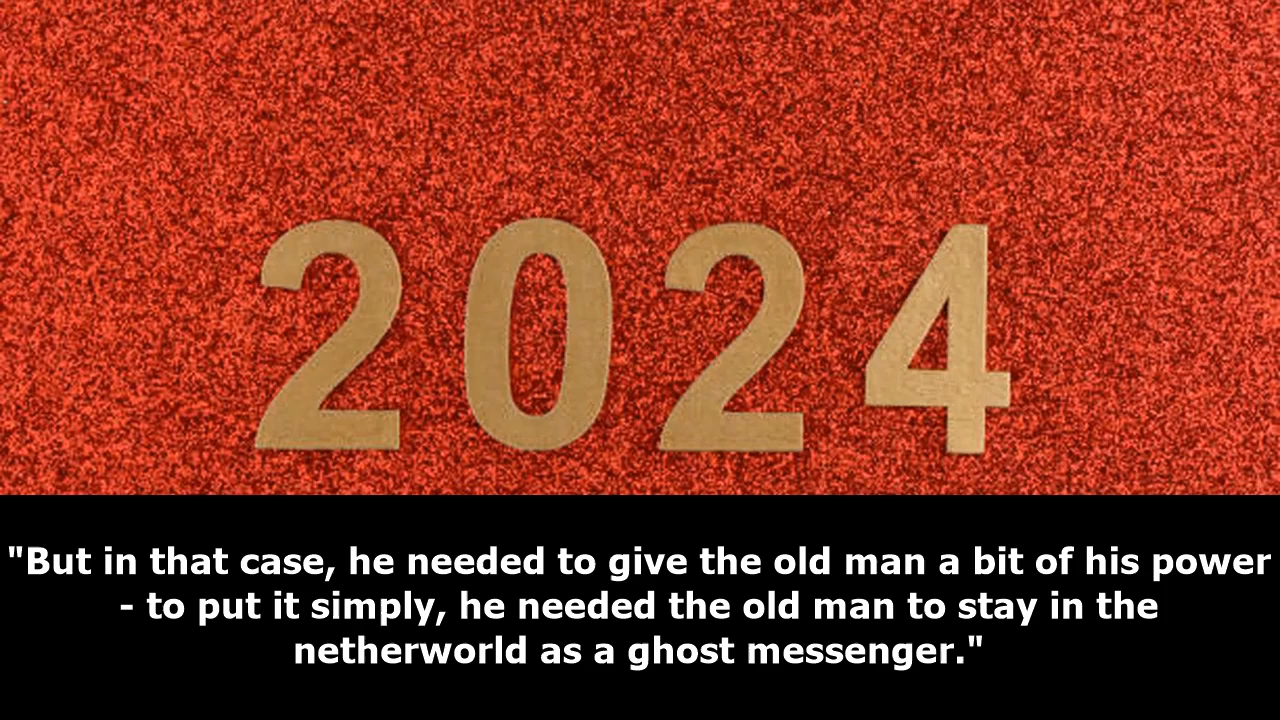 2024
"But in that case, he needed to give the old man a bit of his power
- to put it simply, he needed the old man to stay in the
netherworld as a ghost messenger."